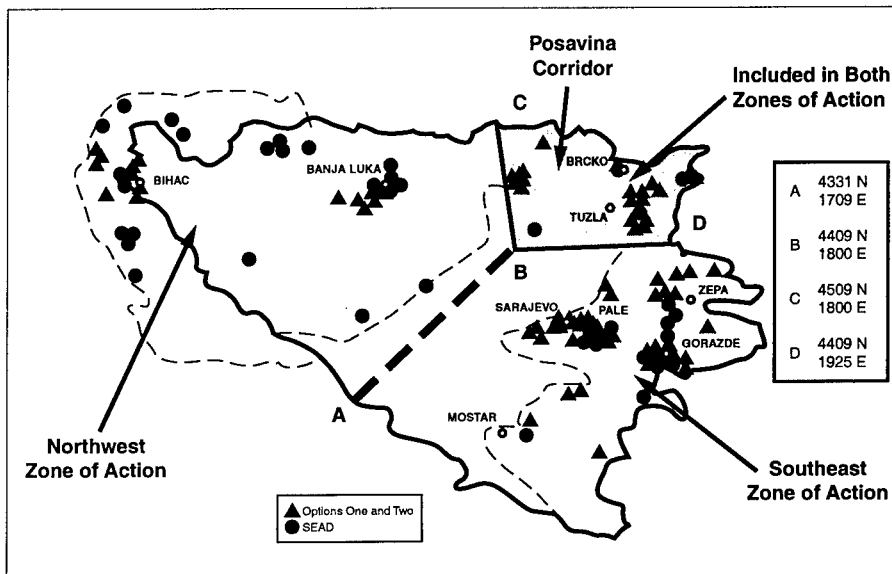 Posavina
Corridor
Included in Both
Zones of Action
C
BRCKO
BIHAC
BANJA LUKA
TUZLA
D
B
A 4331 N
1709 E
B 4409 N
1800 E
C 4509 N
1800 E
D 4409 N
1925 E
ZEPA
SARAJEVO
PALE
GORAZDE
A
MOSTAR
Northwest
Zone of Action
Southeast
Zone of Action
Options One and Two
SEAD